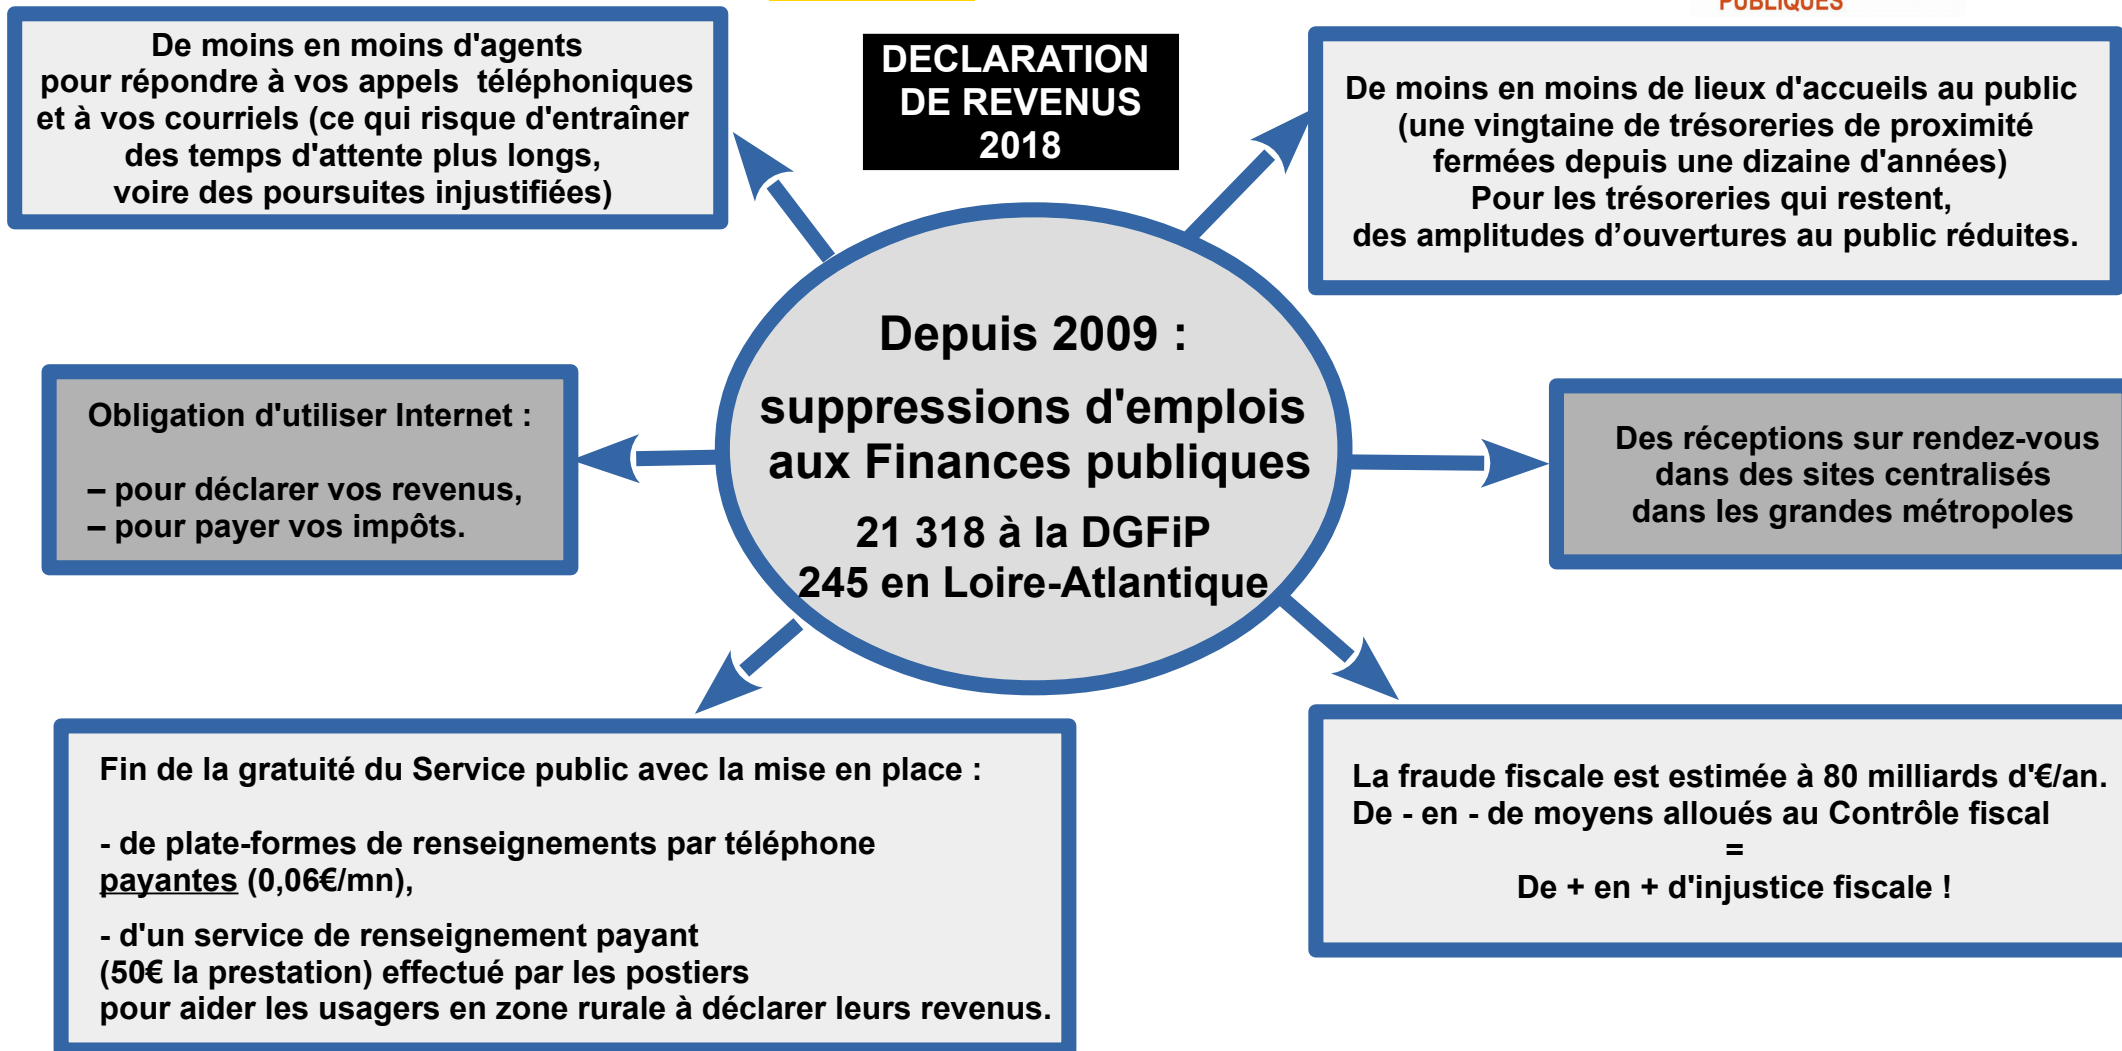 PUBLIQUES
De moins en moins d'agents
pour répondre à vos appels téléphoniques
et à vos courriels (ce qui risque d'entraîner
des temps d'attente plus longs,
voire des poursuites injustifiées)
DECLARATION
DE REVENUS
2018
De moins en moins de lieux d'accueils au public
(une vingtaine de trésoreries de proximité
fermées depuis une dizaine d'années)
Pour les trésoreries qui restent,
des amplitudes d’ouvertures au public réduites.
Depuis 2009 :
suppressions d'emplois
aux Finances publiques
21 318 à la DGFiP
245 en Loire-Atlantique
Obligation d'utiliser Internet :
– pour déclarer vos revenus,
– pour payer vos impôts.
Des réceptions sur rendez-vous
dans des sites centralisés
dans les grandes métropoles
Fin de la gratuité du Service public avec la mise en place :
- de plate-formes de renseignements par téléphone
payantes (0,06€/mn),
- d'un service de renseignement payant
(50€ la prestation) effectué par les postiers
pour aider les usagers en zone rurale à déclarer leurs revenus.
La fraude fiscale est estimée à 80 milliards d'€/an.
De - en - de moyens alloués au Contrôle fiscal
=
De + en + d'injustice fiscale !